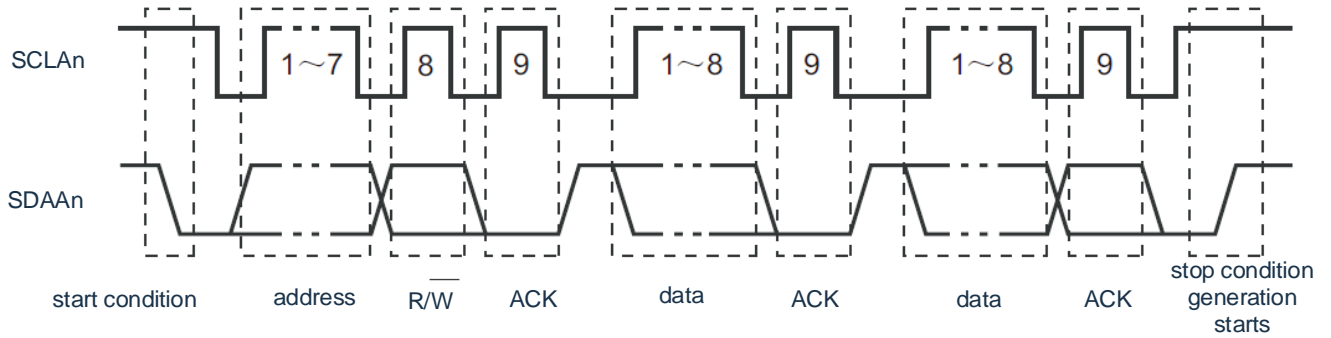 SCLAn
1～7
8
9
1～8
9
1～8
9
SDAAn
start condition
address
R/W̅
ACK
data
ACK
data
ACK
stop condition
generation
starts